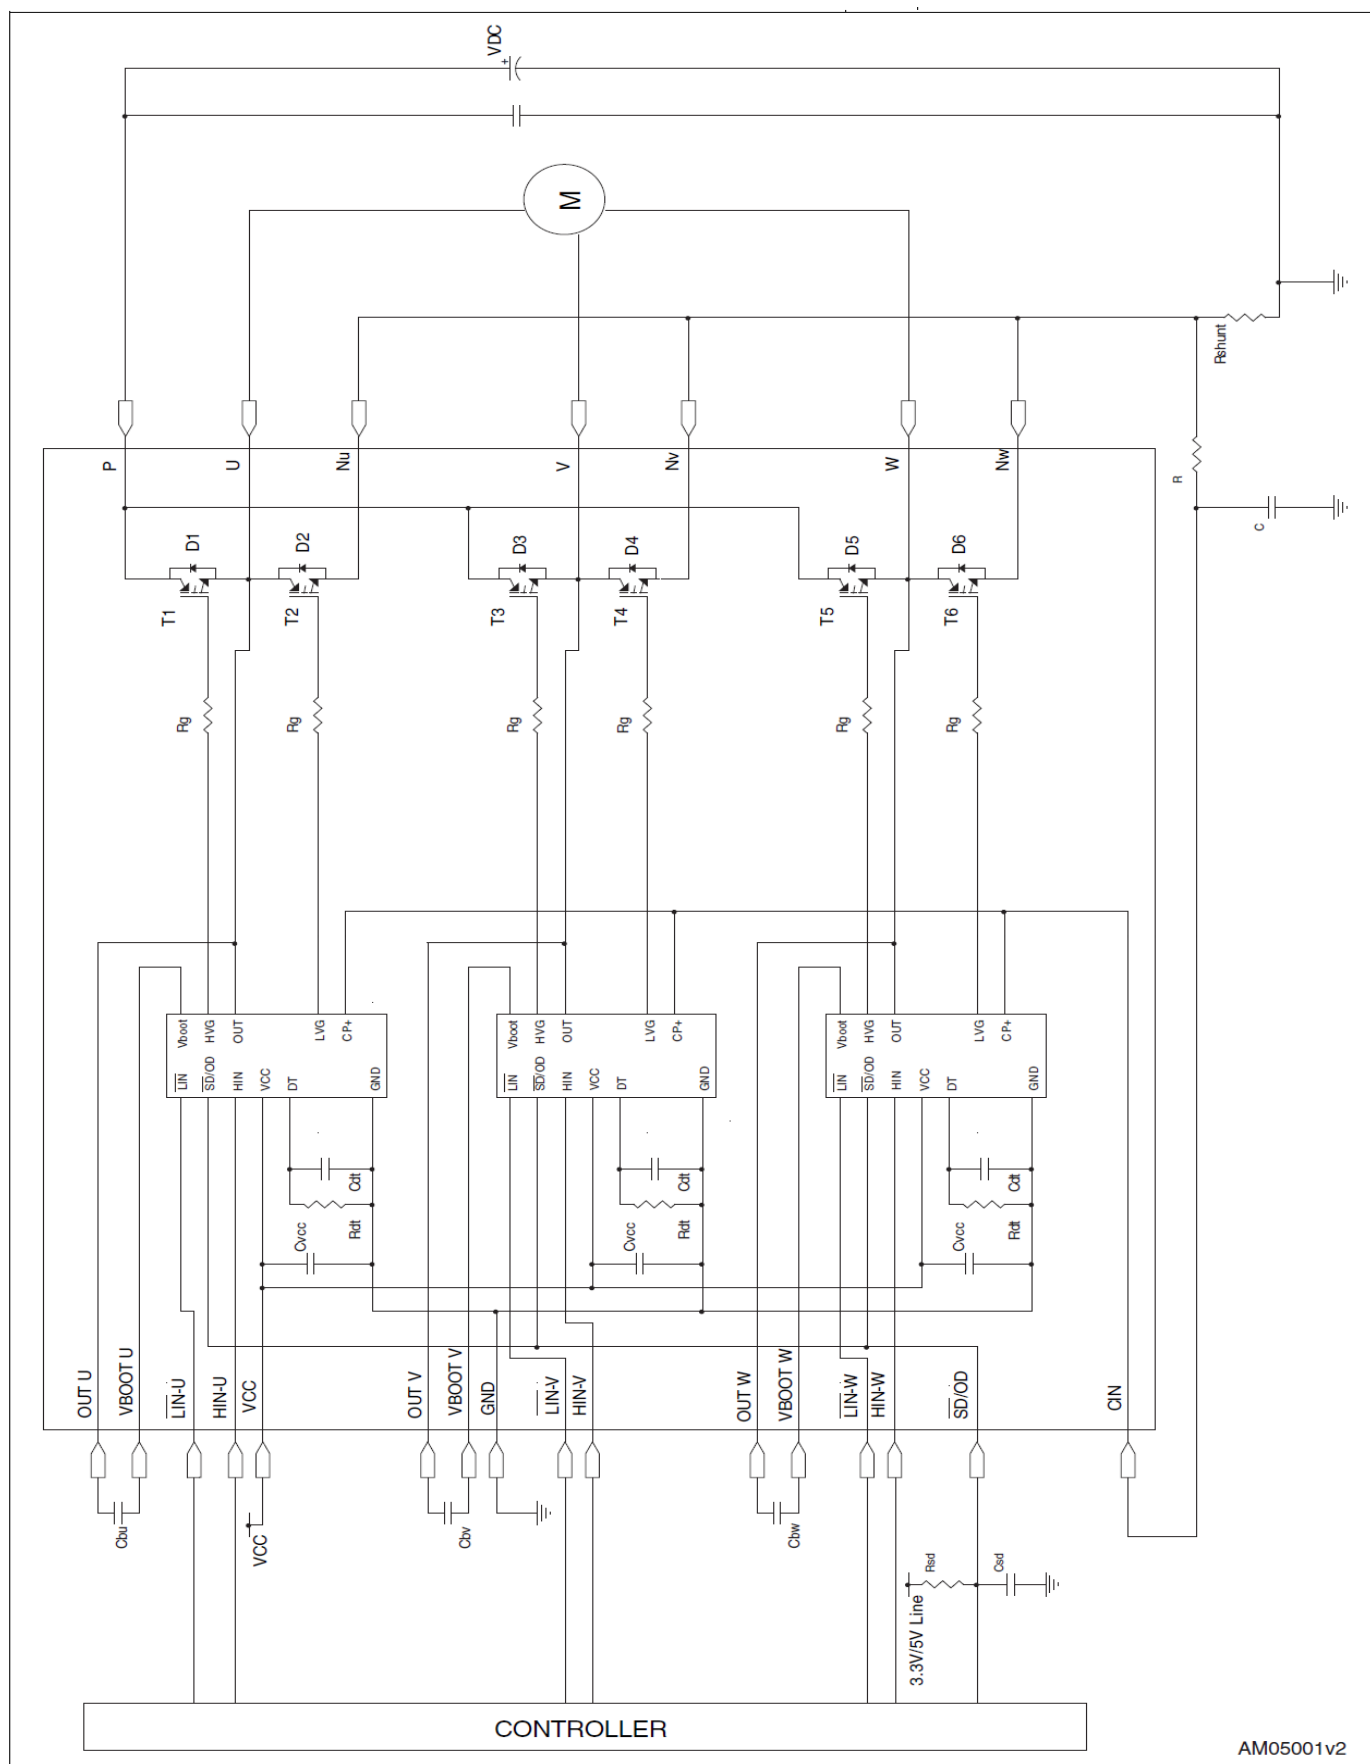 VDC
+
M
Rshunt
P
U
Nu
V
Nv
W
Nw
R
C
D1
D2
D3
D4
D5
D6
T1
T2
T3
T4
T5
T6
Rg
Rg
Rg
Rg
Rg
Rg
Vboot
HVG
OUT
LVG
CP+
LIN
SD/OD
HIN
VCC
DT
GND
Vboot
HVG
OUT
LVG
CP+
LIN
SD/OD
HIN
VCC
DT
GND
Vboot
HVG
OUT
LVG
CP+
LIN
SD/OD
HIN
VCC
DT
GND
Cdt
Rdt
Cvcc
Cdt
Rdt
Cvcc
Cdt
Rdt
Cvcc
OUT U
VBOOT U
LIN-U
HIN-U
VCC
OUT V
VBOOT V
GND
LIN-V
HIN-V
OUT W
VBOOT W
LIN-W
HIN-W
SD/OD
CIN
Cbu
VCC
Cbv
Cbw
Rsd
Csd
3.3V/5V Line
CONTROLLER
AM05001v2